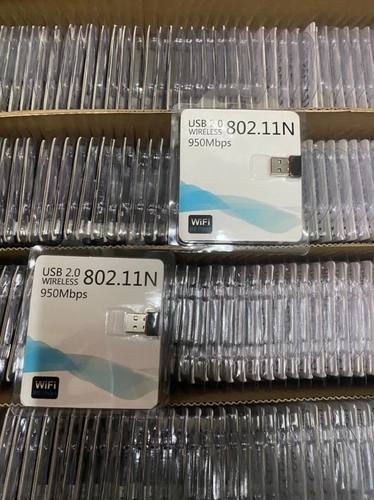 USB 2.0
WIRELESS 802.11N
950Mbps
WiFi
USB 2.0
WIRELESS 802.11N
950Mbps
WiFi